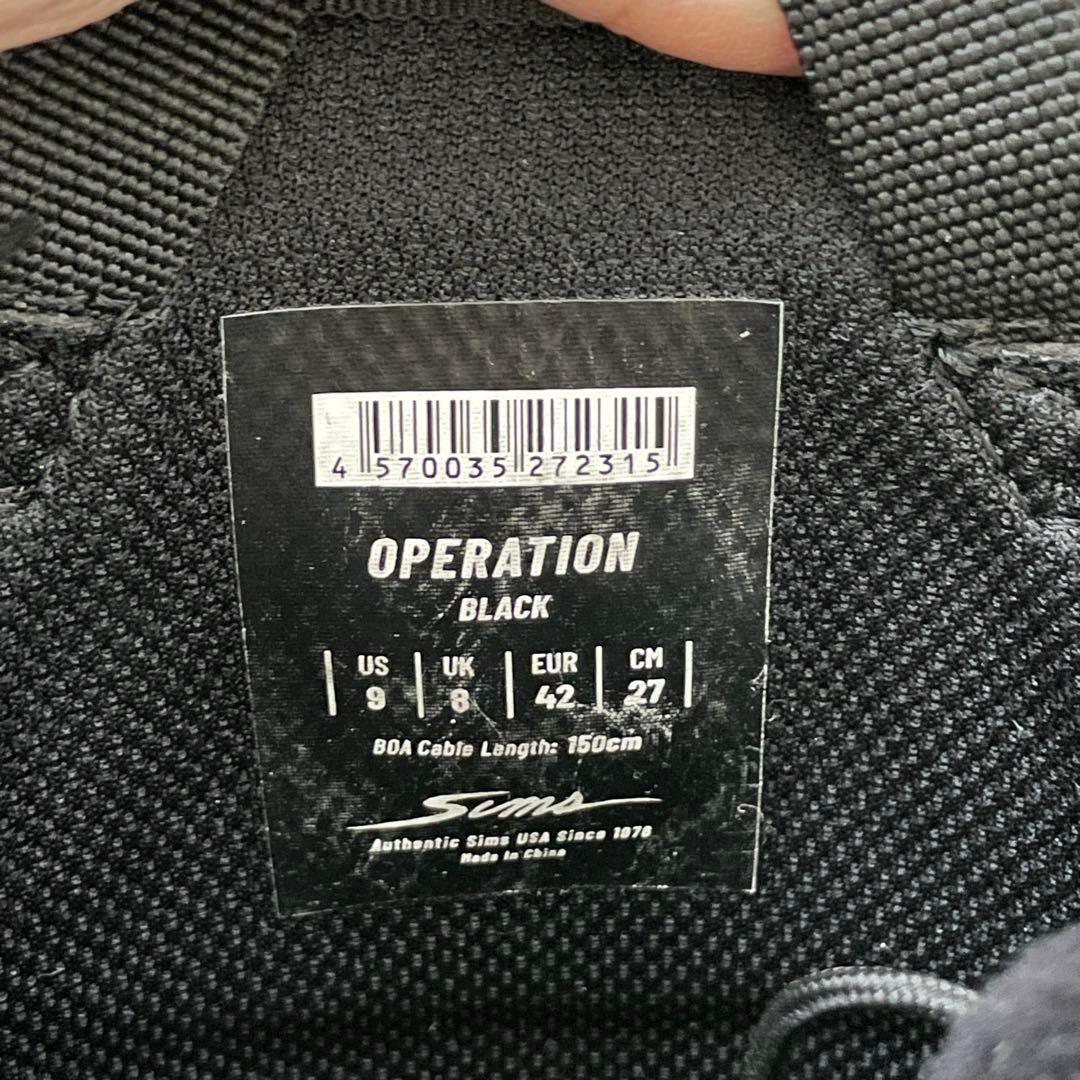 4 570035 272315
OPERATION
BLACK
US UK EUR CM
9 8 42 27
BOA Cable Length: 150cm
Sims
Authentic Sims USA Since 1976
Made In China